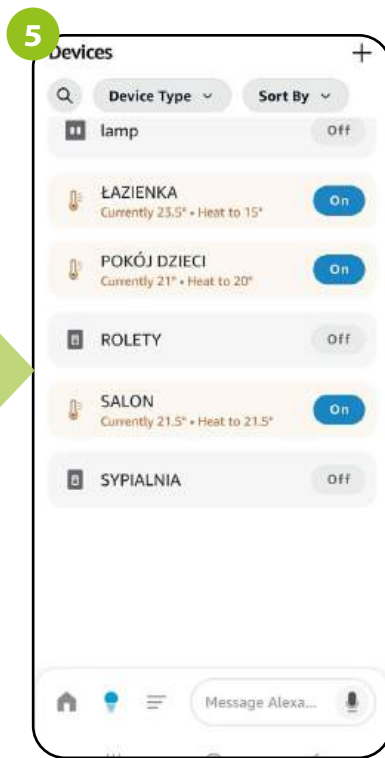 5
Devices
Device Type
Sort By
lamp
Off
ŁAZIENKA
Currently 23.5° • Heat to 15°
On
POKÓJ DZIECI
Currently 21° • Heat to 20°
On
ROLETY
Off
SALON
Currently 21.5° • Heat to 21.5°
On
SYPIALNIA
Off
Message Alexa...